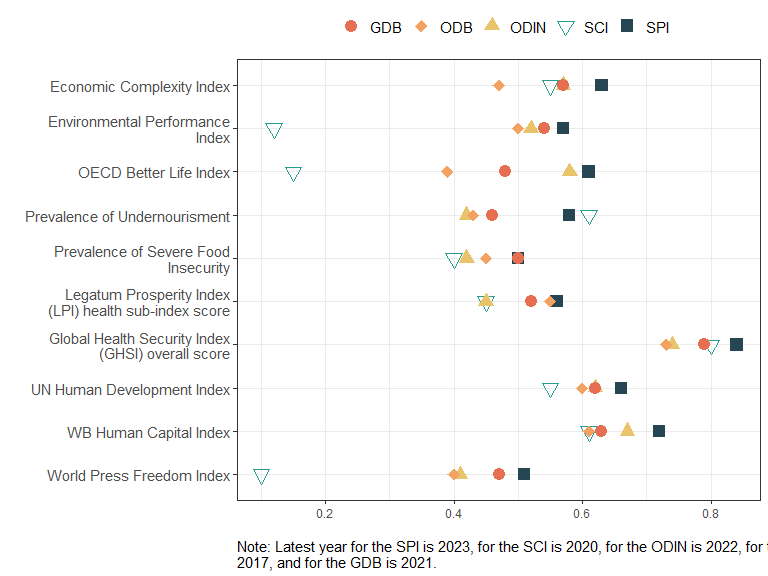 GDB ODB ODIN SCI SPI
Economic Complexity Index
Environmental Performance
Index
OECD Better Life Index
Prevalence of Undernourisment
Prevalence of Severe Food
Insecurity
Legatum Prosperity Index
(LPI) health sub-index score
Global Health Security Index
(GHSI) overall score
UN Human Development Index
WB Human Capital Index
World Press Freedom Index
0.2 0.4 0.6 0.8
Note: Latest year for the SPI is 2023, for the SCI is 2020, for the ODIN is 2022, for
2017, and for the GDB is 2021.